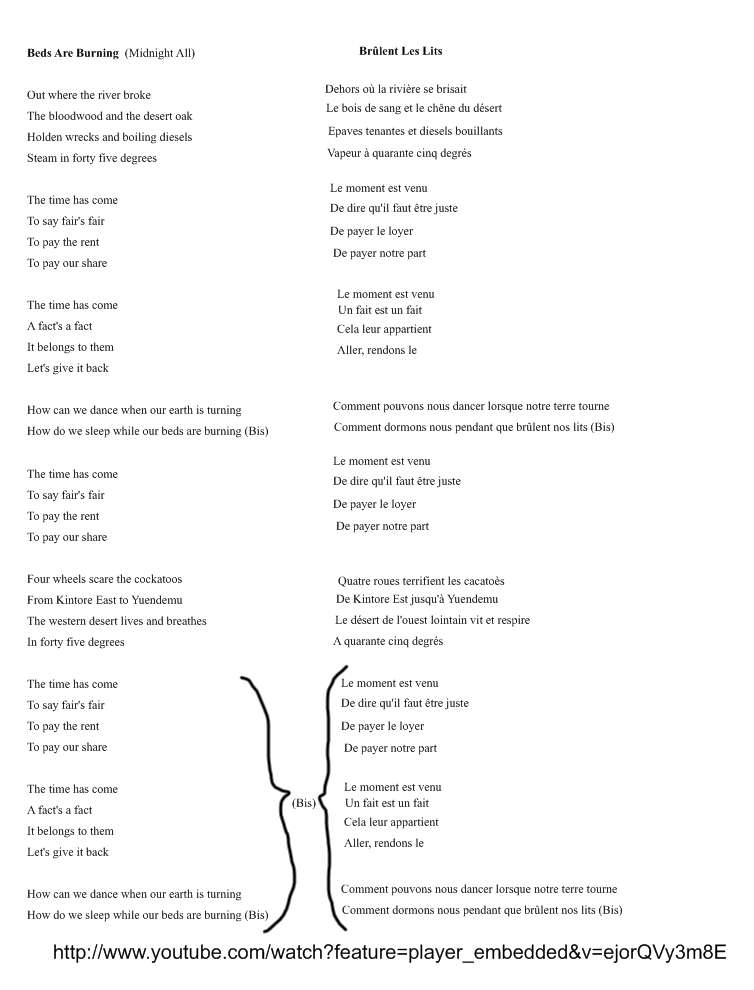 Beds Are Burning (Midnight All)
Out where the river broke
The bloodwood and the desert oak
Holden wrecks and boiling diesels
Steam in forty five degrees
The time has come
To say fair's fair
To pay the rent
To pay our share
The time has come
A fact's a fact
It belongs to them
Let's give it back
How can we dance when our earth is turning
How do we sleep while our beds are burning (Bis)
The time has come
To say fair's fair
To pay the rent
To pay our share
Four wheels scare the cockatoos
From Kintore East to Yuendemu
The western desert lives and breathes
In forty five degrees
The time has come
To say fair's fair
To pay the rent
To pay our share
The time has come
A fact's a fact
It belongs to them
Let's give it back
How can we dance when our earth is turning
How do we sleep while our beds are burning (Bis)
(Bis)
Brûlent Les Lits
Dehors où la rivière se brisait
Le bois de sang et le chêne du désert
Epaves tenantes et diesels bouillants
Vapeur à quarante cinq degrés
Le moment est venu
De dire qu'il faut être juste
De payer le loyer
De payer notre part
Le moment est venu
Un fait est un fait
Cela leur appartient
Aller, rendons le
Comment pouvons nous dancer lorsque notre terre tourne
Comment dormons nous pendant que brûlent nos lits (Bis)
Le moment est venu
De dire qu'il faut être juste
De payer le loyer
De payer notre part
Quatre roues terrifient les cacatoès
De Kintore Est jusqu'à Yuendemu
Le désert de l'ouest lointain vit et respire
A quarante cinq degrés
Le moment est venu
De dire qu'il faut être juste
De payer le loyer
De payer notre part
Le moment est venu
Un fait est un fait
Cela leur appartient
Aller, rendons le
Comment pouvons nous dancer lorsque notre terre tourne
Comment dormons nous pendant que brûlent nos lits (Bis)
http://www.youtube.com/watch?feature=player_embedded&v=ejorQVy3m8E